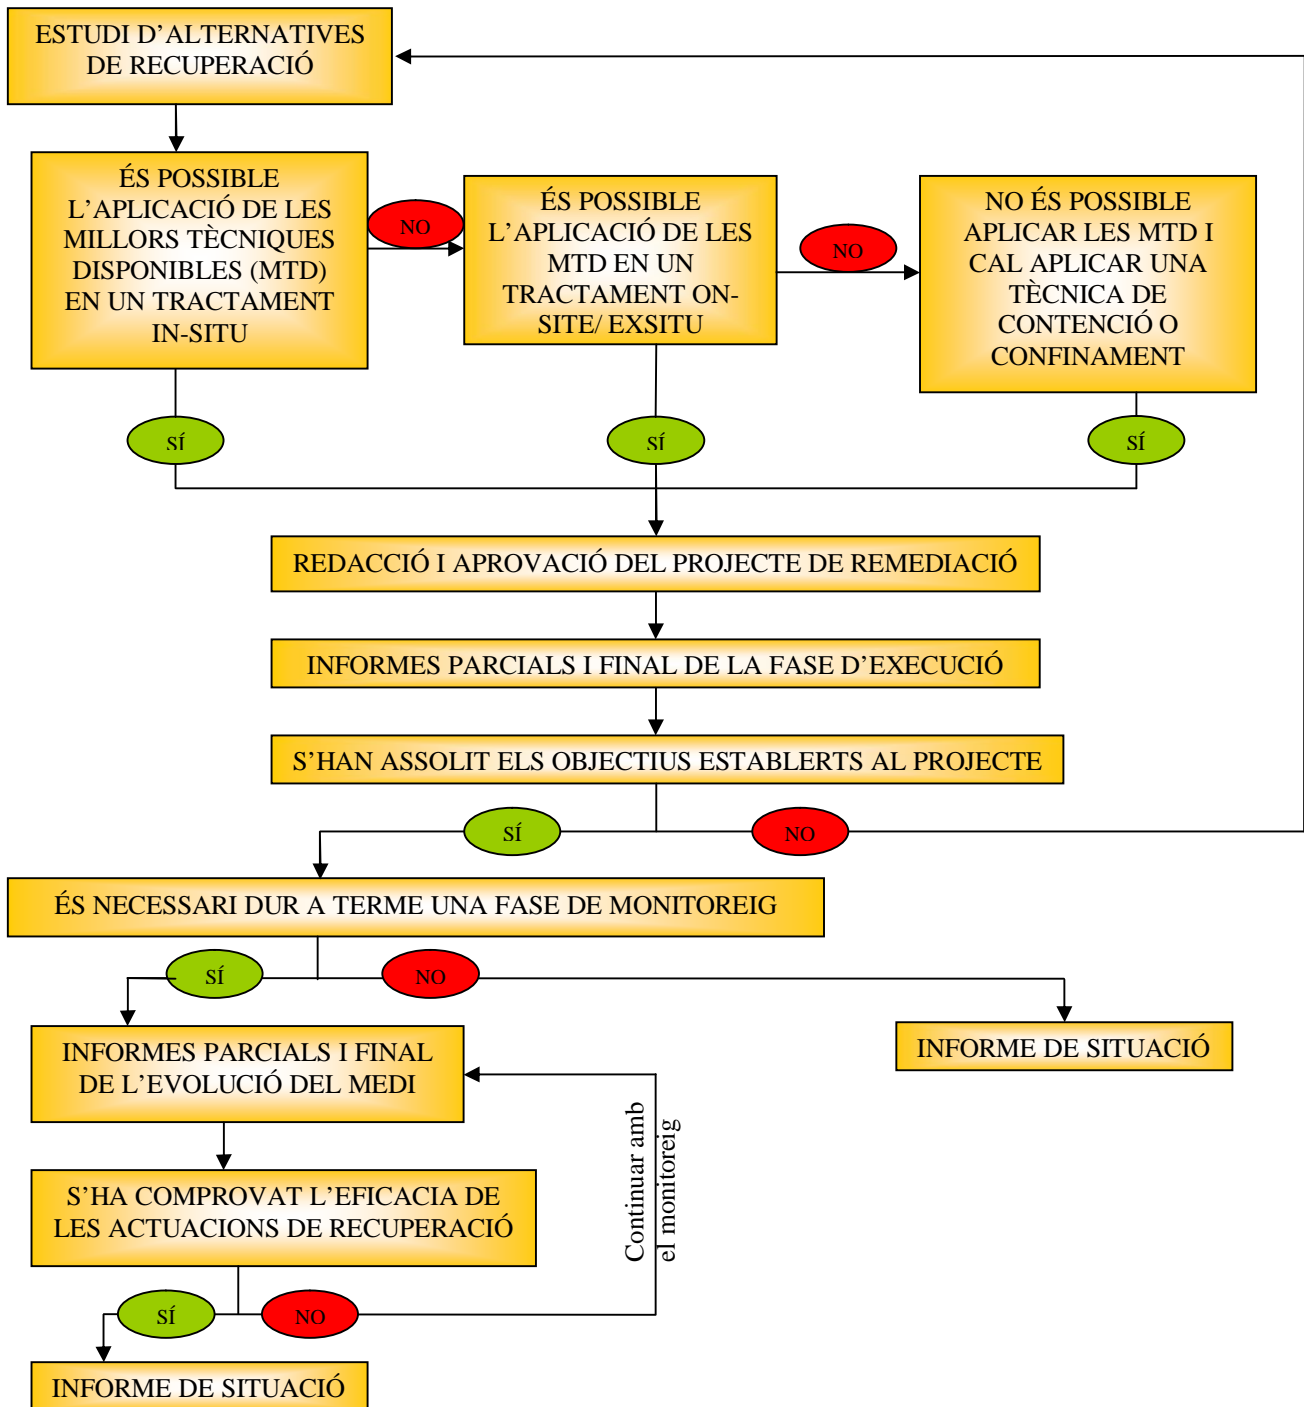 ESTUDI D’ALTERNATIVES
DE RECUPERACIÓ
ÉS POSSIBLE
L’APLICACIÓ DE LES
MILLORS TÈCNIQUES
DISPONIBLES (MTD)
EN UN TRACTAMENT
IN-SITU
NO
ÉS POSSIBLE
L’APLICACIÓ DE LES
MTD EN UN
TRACTAMENT ON-
SITE/ EXSITU
NO
NO ÉS POSSIBLE
APLICAR LES MTD I
CAL APLICAR UNA
TÈCNICA DE
CONTENCIÓ O
CONFINAMENT
SÍ
SÍ
SÍ
REDACCIÓ I APROVACIÓ DEL PROJECTE DE REMEDIACIÓ
INFORMES PARCIALS I FINAL DE LA FASE D’EXECUCIÓ
S’HAN ASSOLIT ELS OBJECTIUS ESTABLERTS AL PROJECTE
SÍ
NO
ÉS NECESSARI DUR A TERME UNA FASE DE MONITOREIG
SÍ
NO
INFORMES PARCIALS I FINAL
DE L’EVOLUCIÓ DEL MEDI
INFORME DE SITUACIÓ
Continuar amb
el monitoreig
S’HA COMPROVAT L’EFICACIA DE
LES ACTUACIONS DE RECUPERACIÓ
SÍ
NO
INFORME DE SITUACIÓ